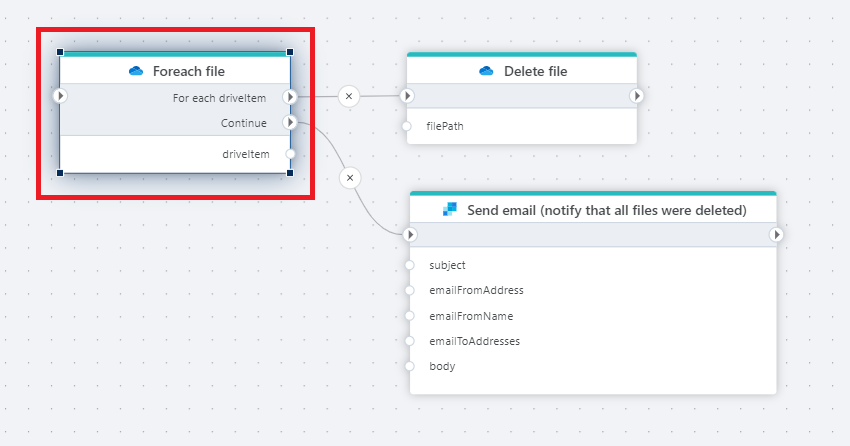 Foreach file
For each driveItem
Continue
driveItem
Delete file
filePath
Send email (notify that all files were deleted)
subject
emailFromAddress
emailFromName
emailToAddresses
body